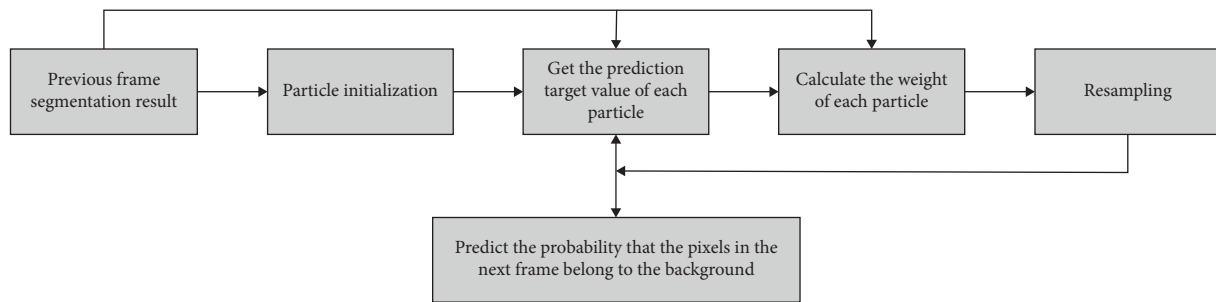 Previous frame
segmentation result
Particle initialization
Get the prediction
target value of each
particle
Calculate the weight
of each particle
Resampling
Predict the probability that the pixels in the
next frame belong to the background